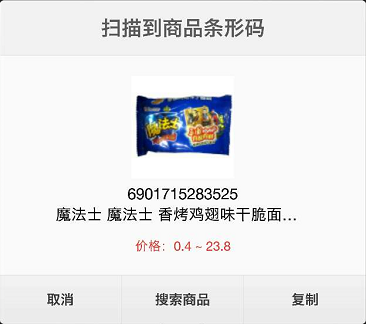 扫描到商品条形码
魔法士
6901715283525
魔法士 魔法士 香烤鸡翅味干脆面…
价格：0.4 ~ 23.8
取消
搜索商品
复制